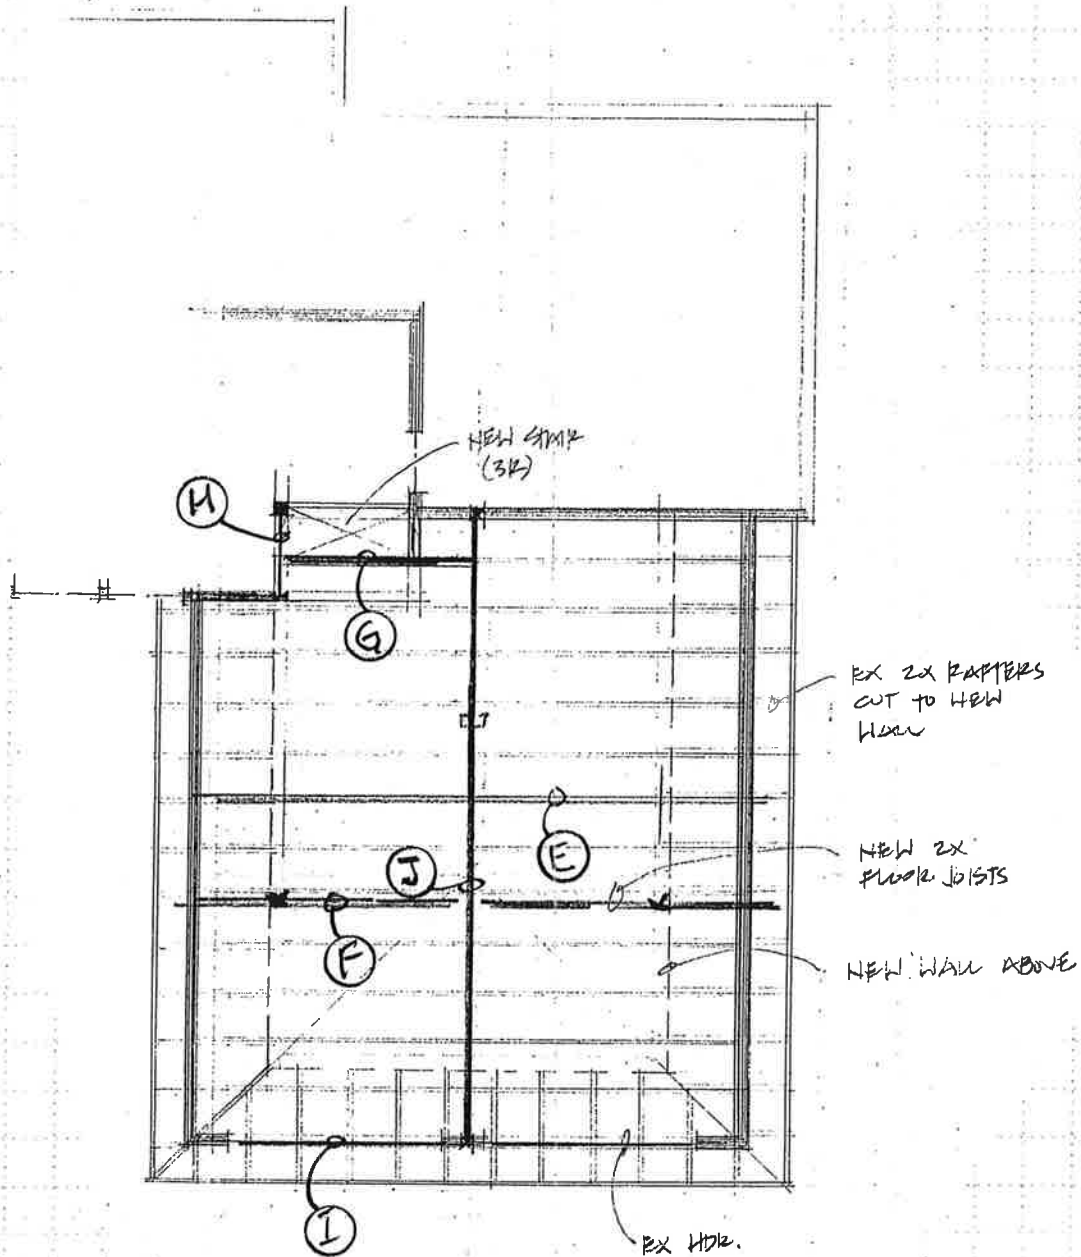 NEW STAIR
(3R)
H
G
EX 2X RAFTERS
CUT TO NEW
WALL
E
J
NEW 2X
FLOOR JOISTS
F
NEW WALL ABOVE
I
EX HDR.